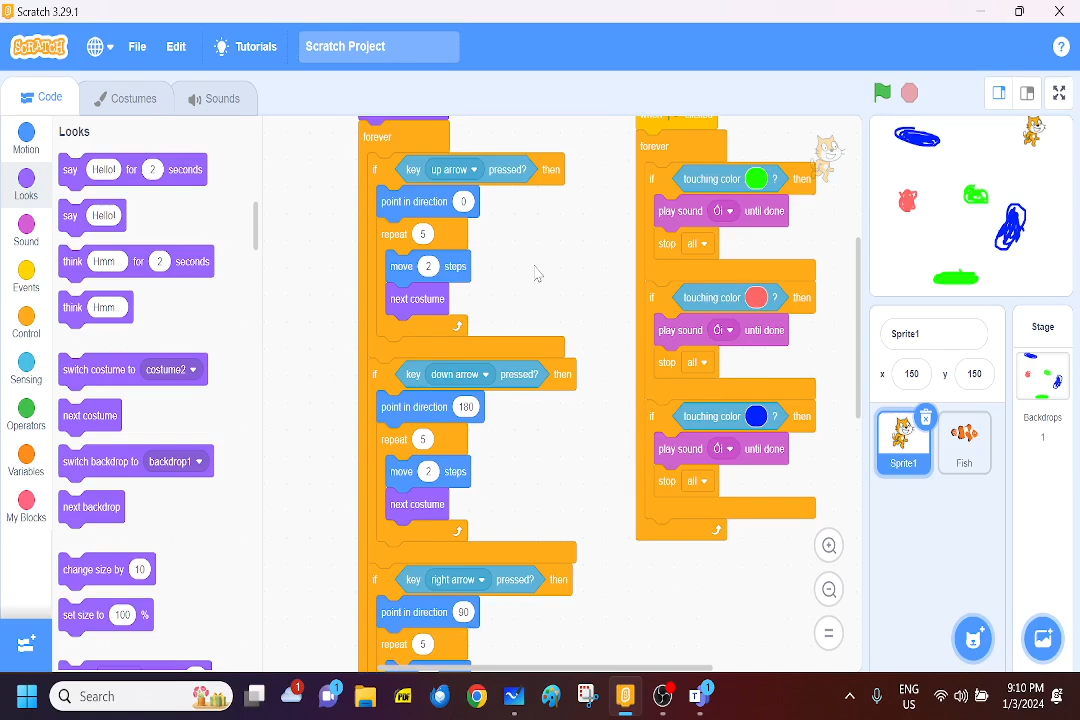 Scratch 3.29.1
SCRATCH
File
Edit
Tutorials
Scratch Project
?
Code
Costumes
Sounds
Motion
Looks
Sound
Events
Control
Sensing
Operators
Variables
My Blocks
Looks
say Hello! for 2 seconds
say Hello!
think Hmm... for 2 seconds
think Hmm...
switch costume to costume2
next costume
switch backdrop to backdrop1
next backdrop
change size by 10
set size to 100 %
forever
if key up arrow pressed? then
point in direction 0
repeat 5
move 2 steps
next costume
if key down arrow pressed? then
point in direction 180
repeat 5
move 2 steps
next costume
if key right arrow pressed? then
point in direction 90
repeat 5
forever
if touching color ? then
play sound Ôi until done
stop all
if touching color ? then
play sound Ôi until done
stop all
if touching color ? then
play sound Ôi until done
stop all
Sprite1
x 150 y 150
Sprite1
Fish
Stage
Backdrops
1
Search
1
1
PDF
1
ENG
US
9:10 PM
1/3/2024